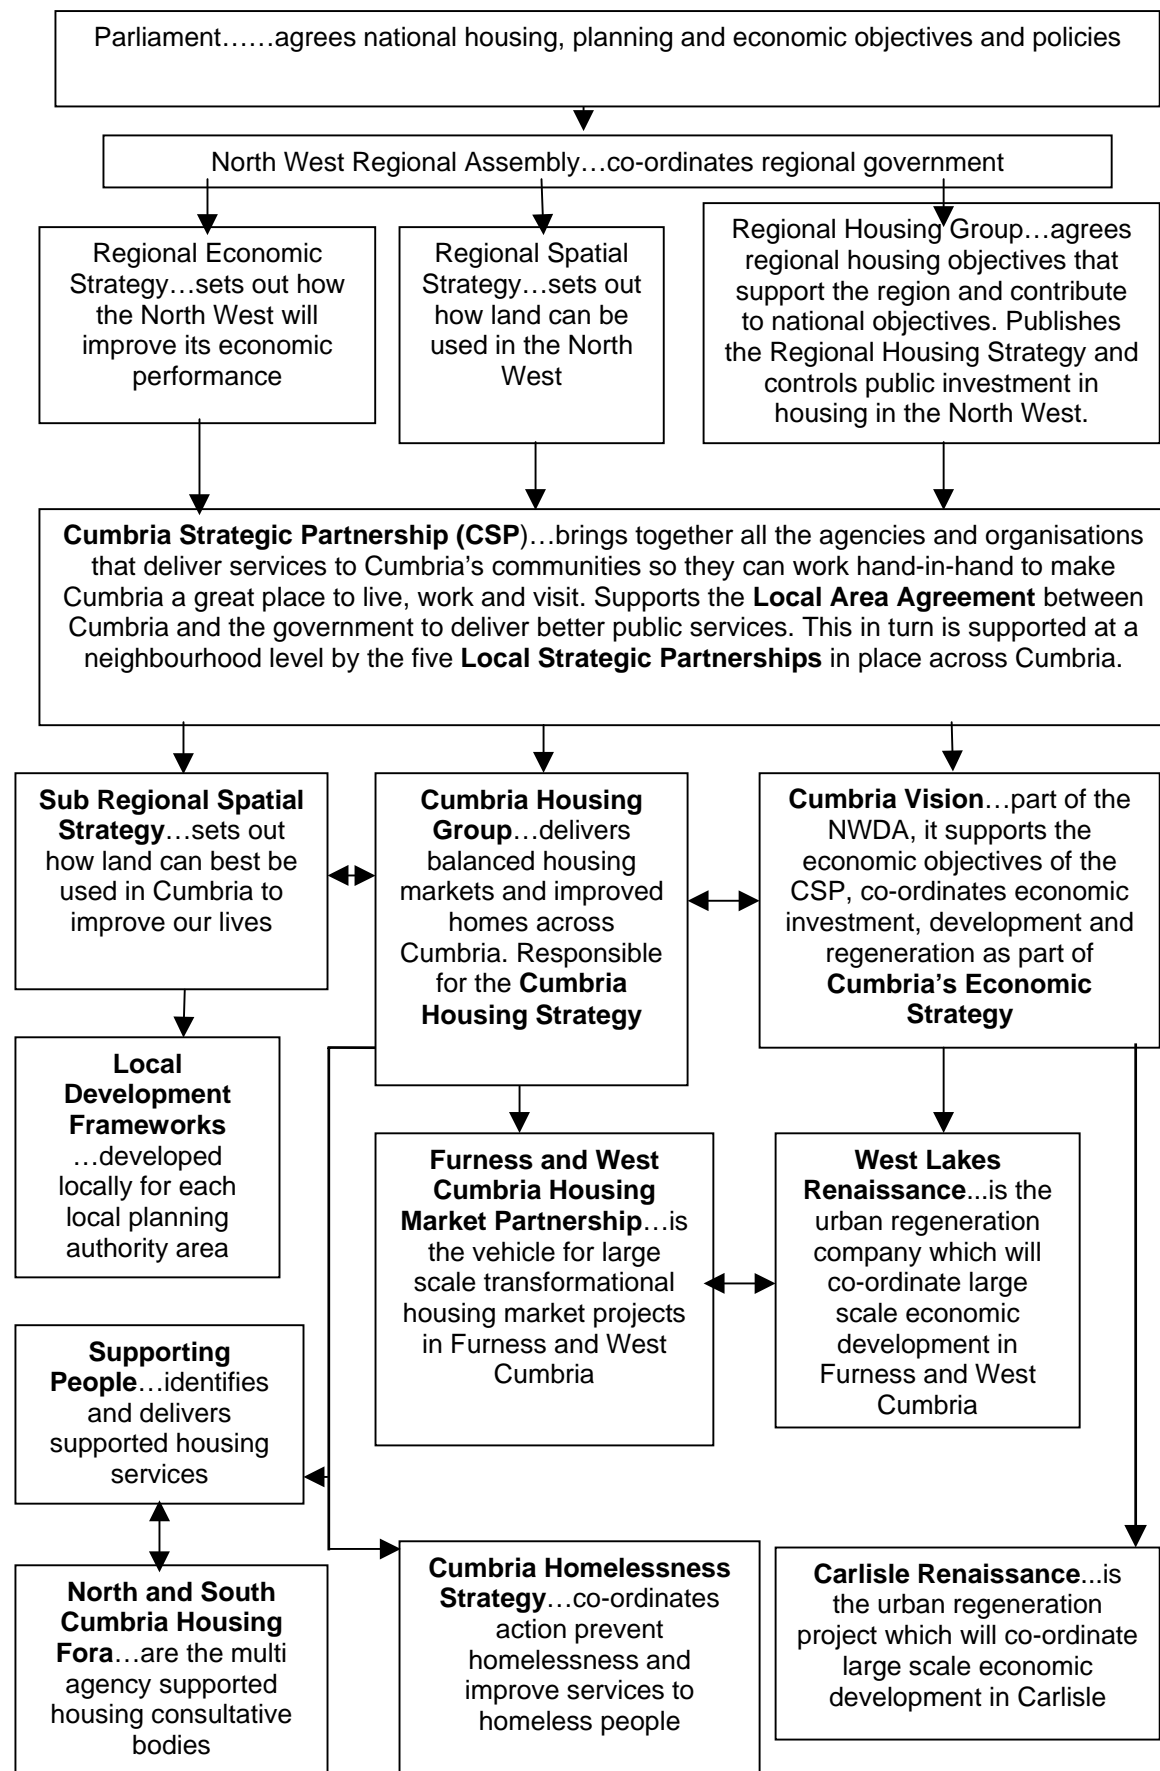 Parliament……agrees national housing, planning and economic objectives and policies
North West Regional Assembly…co-ordinates regional government
Regional Economic
Strategy…sets out how
the North West will
improve its economic
performance
Regional Spatial
Strategy…sets out
how land can be
used in the North
West
Regional Housing Group…agrees
regional housing objectives that
support the region and contribute
to national objectives. Publishes
the Regional Housing Strategy and
controls public investment in
housing in the North West.
Cumbria Strategic Partnership (CSP)…brings together all the agencies and organisations
that deliver services to Cumbria’s communities so they can work hand-in-hand to make
Cumbria a great place to live, work and visit. Supports the Local Area Agreement between
Cumbria and the government to deliver better public services. This in turn is supported at a
neighbourhood level by the five Local Strategic Partnerships in place across Cumbria.
Sub Regional Spatial
Strategy…sets out
how land can best be
used in Cumbria to
improve our lives
Cumbria Housing
Group…delivers
balanced housing
markets and improved
homes across
Cumbria. Responsible
for the Cumbria
Housing Strategy
Cumbria Vision…part of the
NWDA, it supports the
economic objectives of the
CSP, co-ordinates economic
investment, development and
regeneration as part of
Cumbria’s Economic
Strategy
Local
Development
Frameworks
…developed
locally for each
local planning
authority area
Furness and West
Cumbria Housing
Market Partnership…is
the vehicle for large
scale transformational
housing market projects
in Furness and West
Cumbria
West Lakes
Renaissance...is the
urban regeneration
company which will
co-ordinate large
scale economic
development in
Furness and West
Cumbria
Supporting
People…identifies
and delivers
supported housing
services
North and South
Cumbria Housing
Fora…are the multi
agency supported
housing consultative
bodies
Cumbria Homelessness
Strategy…co-ordinates
action prevent
homelessness and
improve services to
homeless people
Carlisle Renaissance...is
the urban regeneration
project which will co-ordinate
large scale economic
development in Carlisle